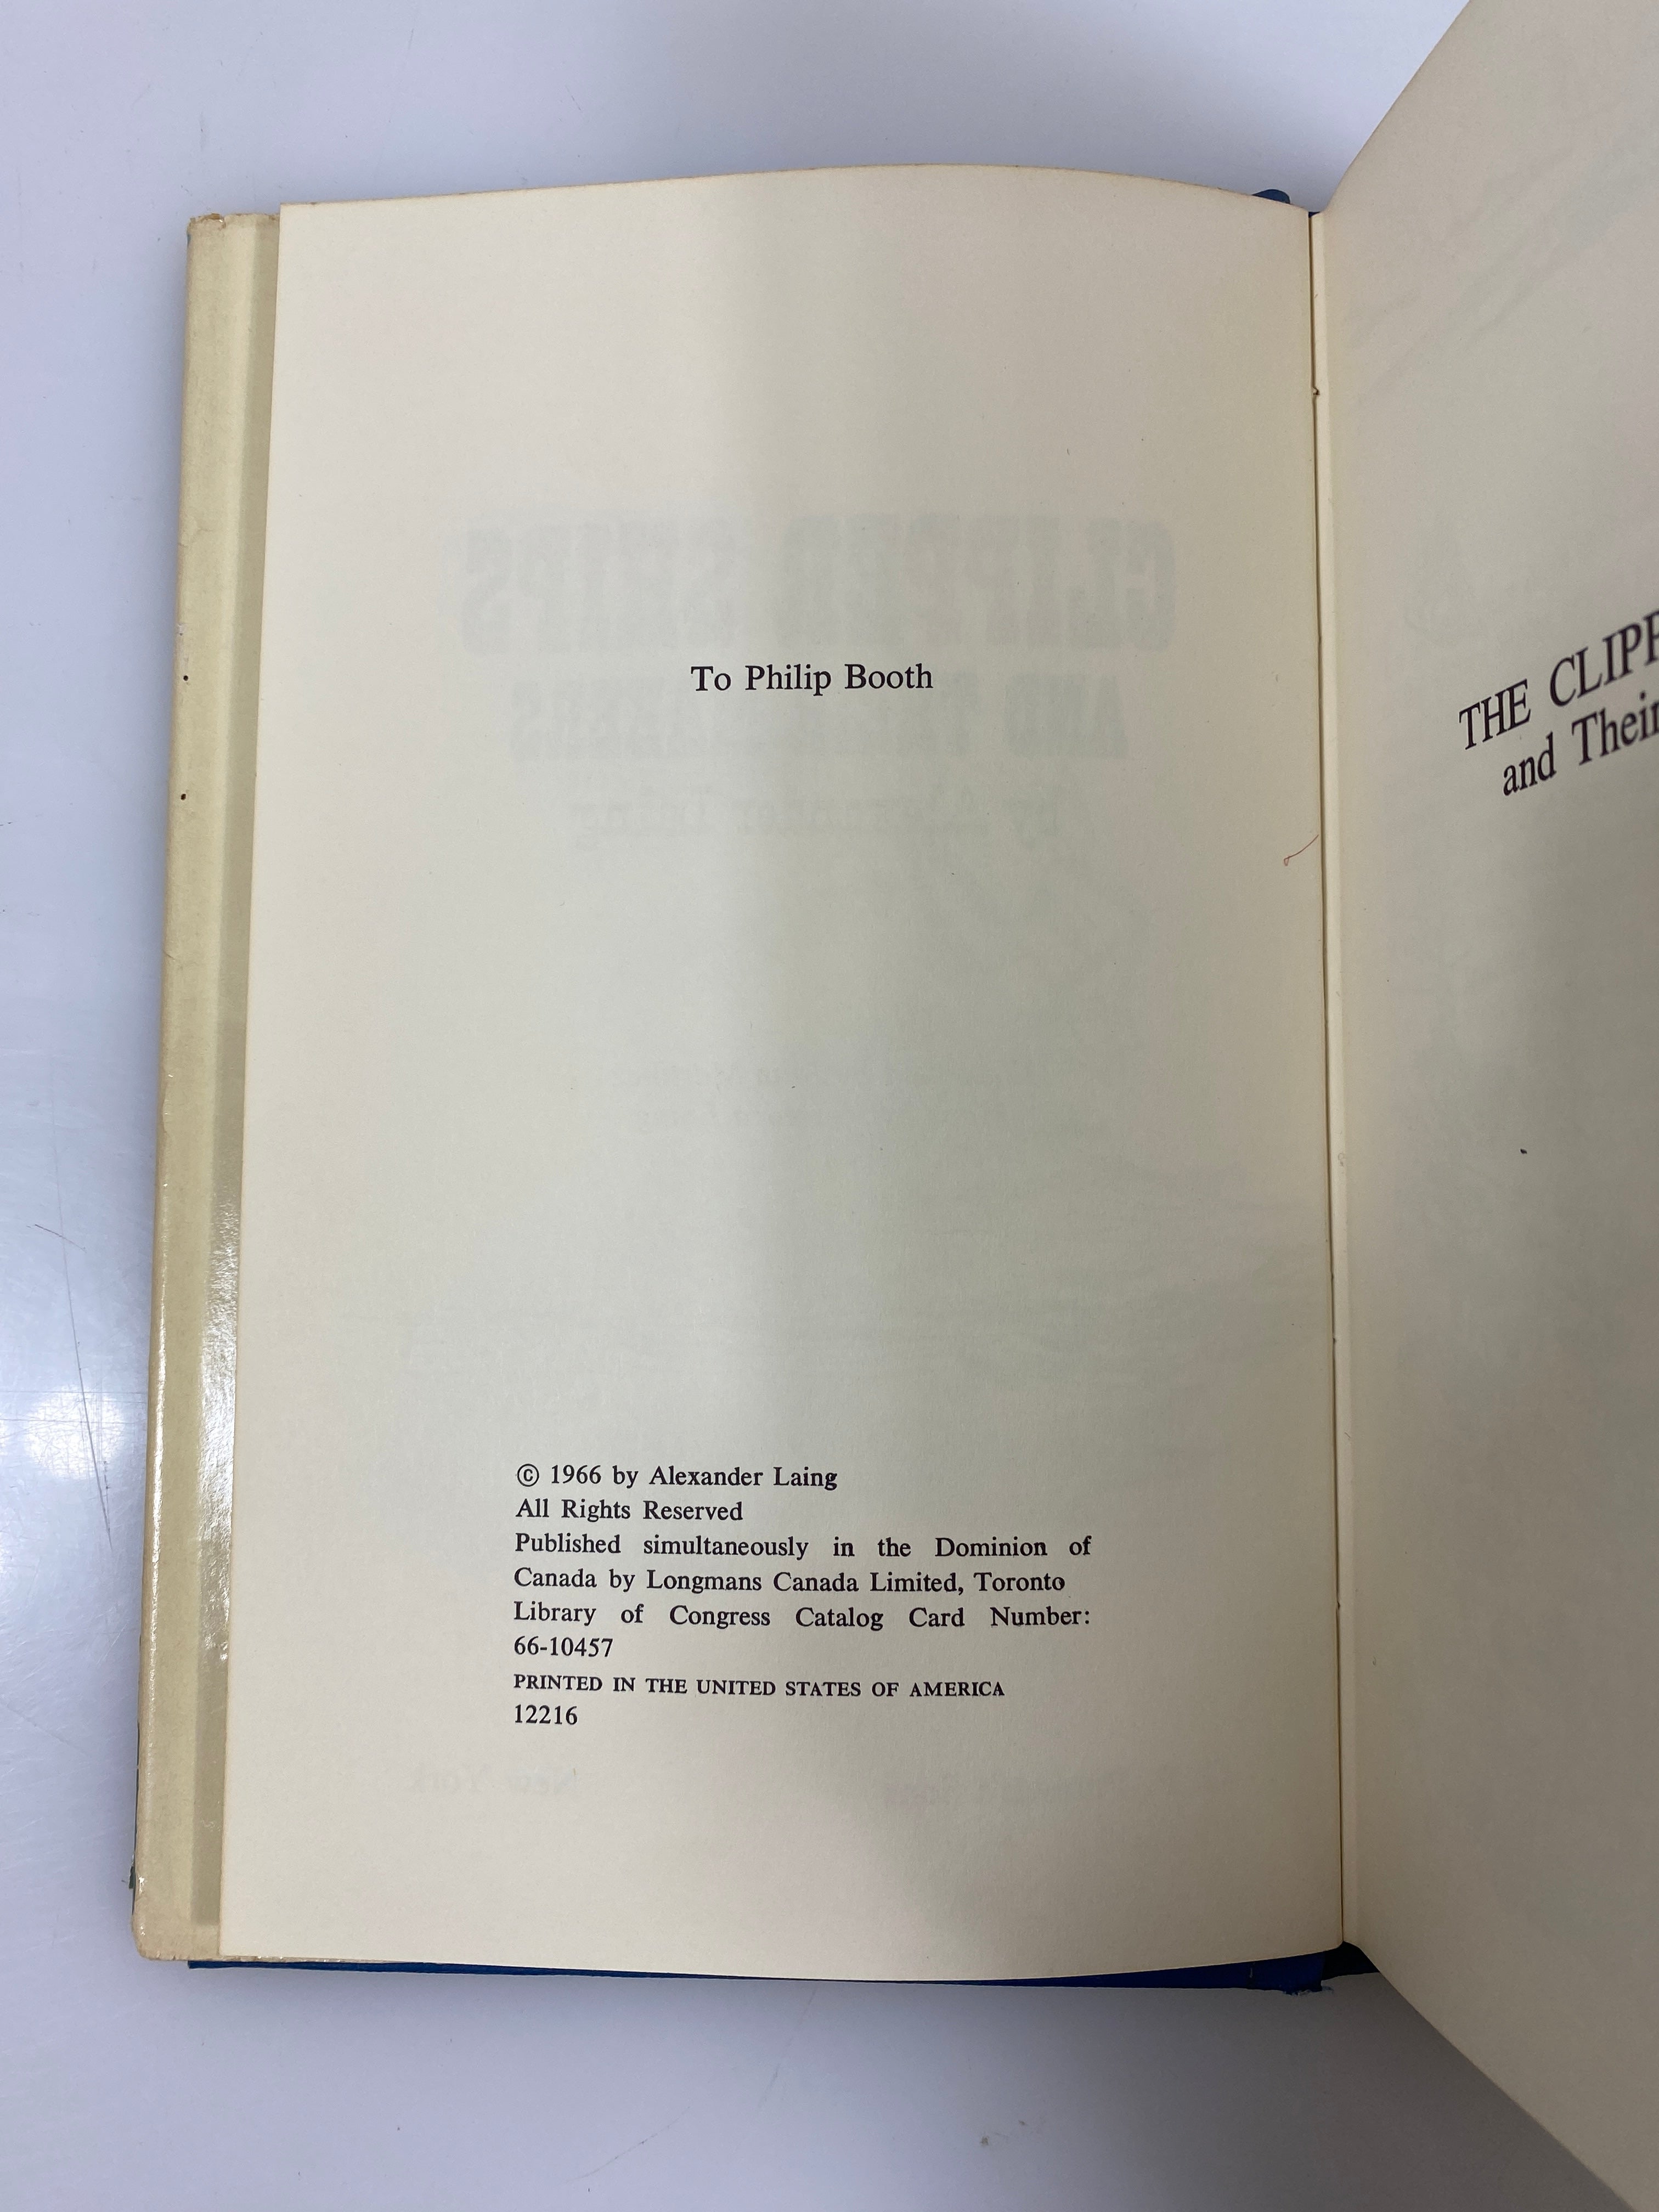 To Philip Booth
© 1966 by Alexander Laing
All Rights Reserved
Published simultaneously in the Dominion of
Canada by Longmans Canada Limited, Toronto
Library of Congress Catalog Card Number:
66-10457
PRINTED IN THE UNITED STATES OF AMERICA
12216
THE CLIPP
and Their